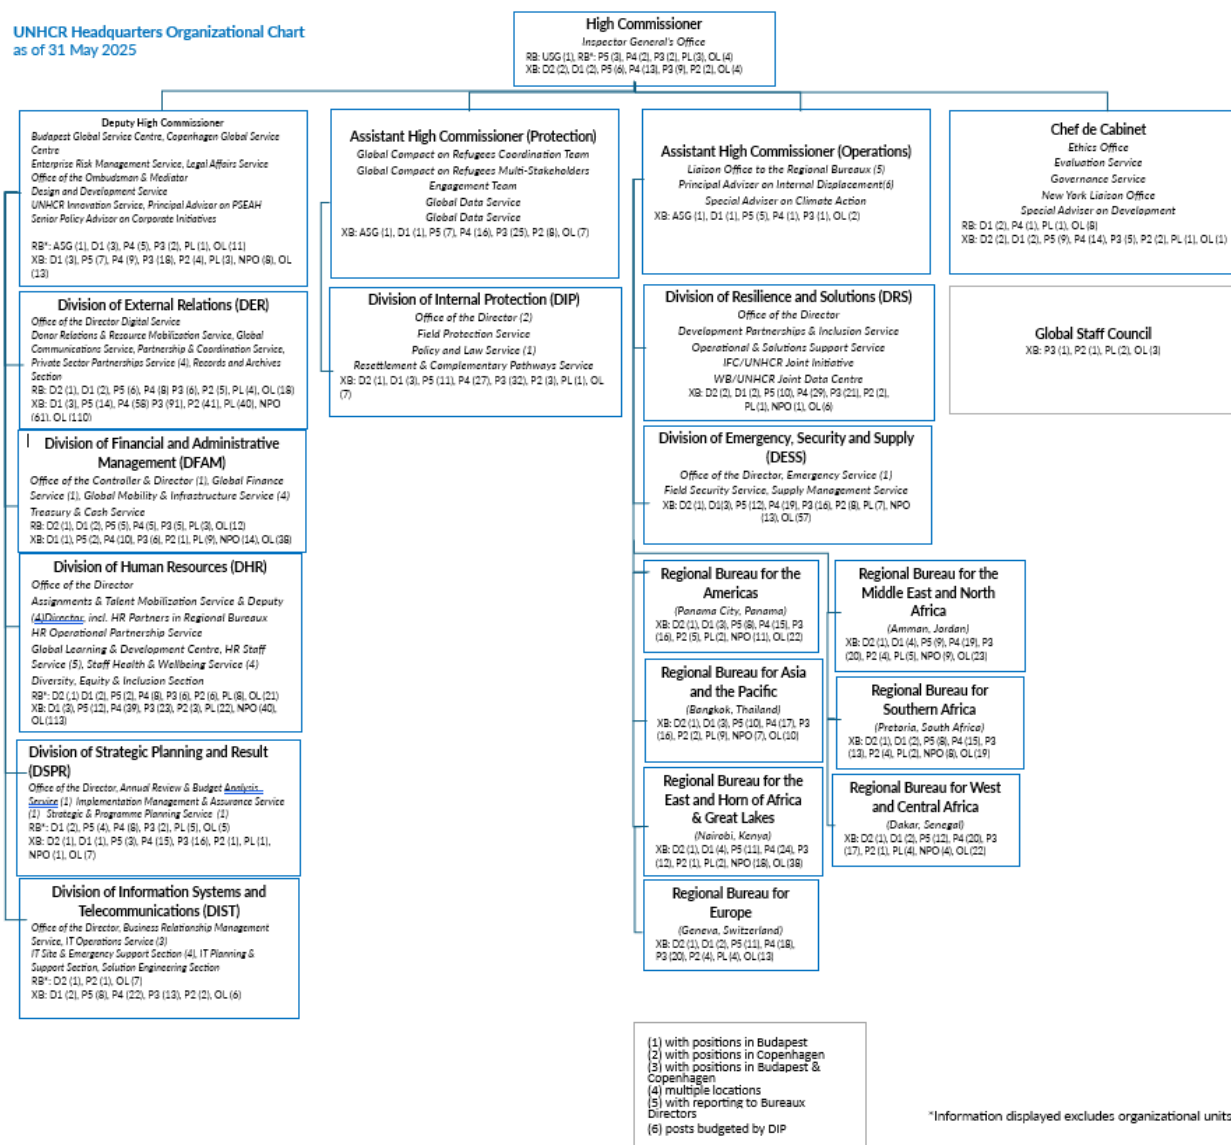 UNHCR Headquarters Organizational Chart
as of 31 May 2025
High Commissioner
Inspector General's Office
RB: USG (1), RB*: P5 (3), P4 (2), P3 (2), PL (3), OL (4)
XB: D2 (2), D1 (2), P5 (6), P4 (13), P3 (9), P2 (2), OL (4)
Deputy High Commissioner
Budapest Global Service Centre, Copenhagen Global Service
Centre
Enterprise Risk Management Service, Legal Affairs Service
Office of the Ombudsman & Mediator
Design and Development Service
UNHCR Innovation Service, Principal Advisor on PSEAH
Senior Policy Advisor on Corporate Initiatives
RB*: ASG (1), D1 (3), P4 (5), P3 (2), PL (1), OL (11)
XB: D1 (3), P5 (7), P4 (9), P3 (18), P2 (4), PL (3), NPO (8), OL
(13)
Assistant High Commissioner (Protection)
Global Compact on Refugees Coordination Team
Global Compact on Refugees Multi-Stakeholders
Engagement Team
Global Data Service
Global Data Service
XB: ASG (1), D1 (1), P5 (7), P4 (16), P3 (25), P2 (8), OL (7)
Assistant High Commissioner (Operations)
Liaison Office to the Regional Bureaux (5)
Principal Adviser on Internal Displacement(6)
Special Adviser on Climate Action
XB: ASG (1), D1 (1), P5 (5), P4 (1), P3 (1), OL (2)
Chef de Cabinet
Ethics Office
Evaluation Service
Governance Service
New York Liaison Office
Special Adviser on Development
RB: D1 (2), P4 (1), PL (1), OL (8)
XB: D2 (2), D1 (2), P5 (9), P4 (14), P3 (5), P2 (2), PL (1), OL (1)
Division of External Relations (DER)
Office of the Director Digital Service
Donor Relations & Resource Mobilization Service, Global
Communications Service, Partnership & Coordination Service,
Private Sector Partnerships Service (4), Records and Archives
Section
RB: D2 (1), D1 (2), P5 (6), P4 (8) P3 (6), P2 (5), PL (4), OL (18)
XB: D1 (3), P5 (14), P4 (58) P3 (91), P2 (41), PL (40), NPO
(61), OL (110)
Division of Internal Protection (DIP)
Office of the Director (2)
Field Protection Service
Policy and Law Service (1)
Resettlement & Complementary Pathways Service
XB: D2 (1), D1 (3), P5 (11), P4 (27), P3 (32), P2 (3), PL (1), OL
(7)
Division of Resilience and Solutions (DRS)
Office of the Director
Development Partnerships & Inclusion Service
Operational & Solutions Support Service
IFC/UNHCR Joint Initiative
WB/UNHCR Joint Data Centre
XB: D2 (2), D1 (2), P5 (10), P4 (29), P3 (21), P2 (2),
PL (1), NPO (1), OL (6)
Global Staff Council
XB: P3 (1), P2 (1), PL (2), OL (3)
Division of Financial and Administrative
Management (DFAM)
Office of the Controller & Director (1), Global Finance
Service (1), Global Mobility & Infrastructure Service (4)
Treasury & Cash Service
RB: D2 (1), D1 (2), P5 (5), P4 (5), P3 (5), PL (3), OL (12)
XB: D1 (1), P5 (2), P4 (10), P3 (6), P2 (1), PL (9), NPO (14), OL (38)
Division of Emergency, Security and Supply
(DESS)
Office of the Director, Emergency Service (1)
Field Security Service, Supply Management Service
XB: D2 (1), D1(3), P5 (12), P4 (19), P3 (16), P2 (8), PL (7), NPO
(13), OL (57)
Division of Human Resources (DHR)
Office of the Director
Assignments & Talent Mobilization Service & Deputy
(4)Director, incl. HR Partners in Regional Bureaux
HR Operational Partnership Service
Global Learning & Development Centre, HR Staff
Service (5), Staff Health & Wellbeing Service (4)
Diversity, Equity & Inclusion Section
RB*: D2 (,1) D1 (2), P5 (2), P4 (8), P3 (6), P2 (6), PL (8), OL (21)
XB: D1 (3), P5 (12), P4 (39), P3 (23), P2 (3), PL (22), NPO (40),
OL (113)
Regional Bureau for the
Americas
(Panama City, Panama)
XB: D2 (1), D1 (3), P5 (8), P4 (15), P3
(16), P2 (5), PL (2), NPO (11), OL (22)
Regional Bureau for the
Middle East and North
Africa
(Amman, Jordan)
XB: D2 (1), D1 (4), P5 (9), P4 (19), P3
(20), P2 (4), PL (5), NPO (9), OL (23)
Regional Bureau for Asia
and the Pacific
(Bangkok, Thailand)
XB: D2 (1), D1 (3), P5 (10), P4 (17), P3
(16), P2 (2), PL (9), NPO (7), OL (10)
Regional Bureau for
Southern Africa
(Pretoria, South Africa)
XB: D2 (1), D1 (2), P5 (8), P4 (15), P3
(13), P2 (4), PL (2), NPO (8), OL (19)
Division of Strategic Planning and Result
(DSPR)
Office of the Director, Annual Review & Budget Analysis
Service (1) Implementation Management & Assurance Service
(1) Strategic & Programme Planning Service (1)
RB*: D1 (2), P5 (4), P4 (8), P3 (2), PL (5), OL (5)
XB: D2 (1), D1 (1), P5 (3), P4 (15), P3 (16), P2 (1), PL (1),
NPO (1), OL (7)
Regional Bureau for the
East and Horn of Africa
& Great Lakes
(Nairobi, Kenya)
XB: D2 (1), D1 (4), P5 (11), P4 (24), P3
(12), P2 (1), PL (2), NPO (18), OL (38)
Regional Bureau for West
and Central Africa
(Dakar, Senegal)
XB: D2 (1), D1 (2), P5 (12), P4 (20), P3
(17), P2 (1), PL (4), NPO (4), OL (22)
Division of Information Systems and
Telecommunications (DIST)
Office of the Director, Business Relationship Management
Service, IT Operations Service (3)
IT Site & Emergency Support Section (4), IT Planning &
Support Section, Solution Engineering Section
RB*: D2 (1), P2 (1), OL (7)
XB: D1 (2), P5 (8), P4 (22), P3 (13), P2 (2), OL (6)
Regional Bureau for
Europe
(Geneva, Switzerland)
XB: D2 (1), D1 (2), P5 (11), P4 (18),
P3 (20), P2 (4), PL (4), OL (13)
(1) with positions in Budapest
(2) with positions in Copenhagen
(3) with positions in Budapest &
Copenhagen
(4) multiple locations
(5) with reporting to Bureaux
Directors
(6) posts budgeted by DIP
*Information displayed excludes organizational units